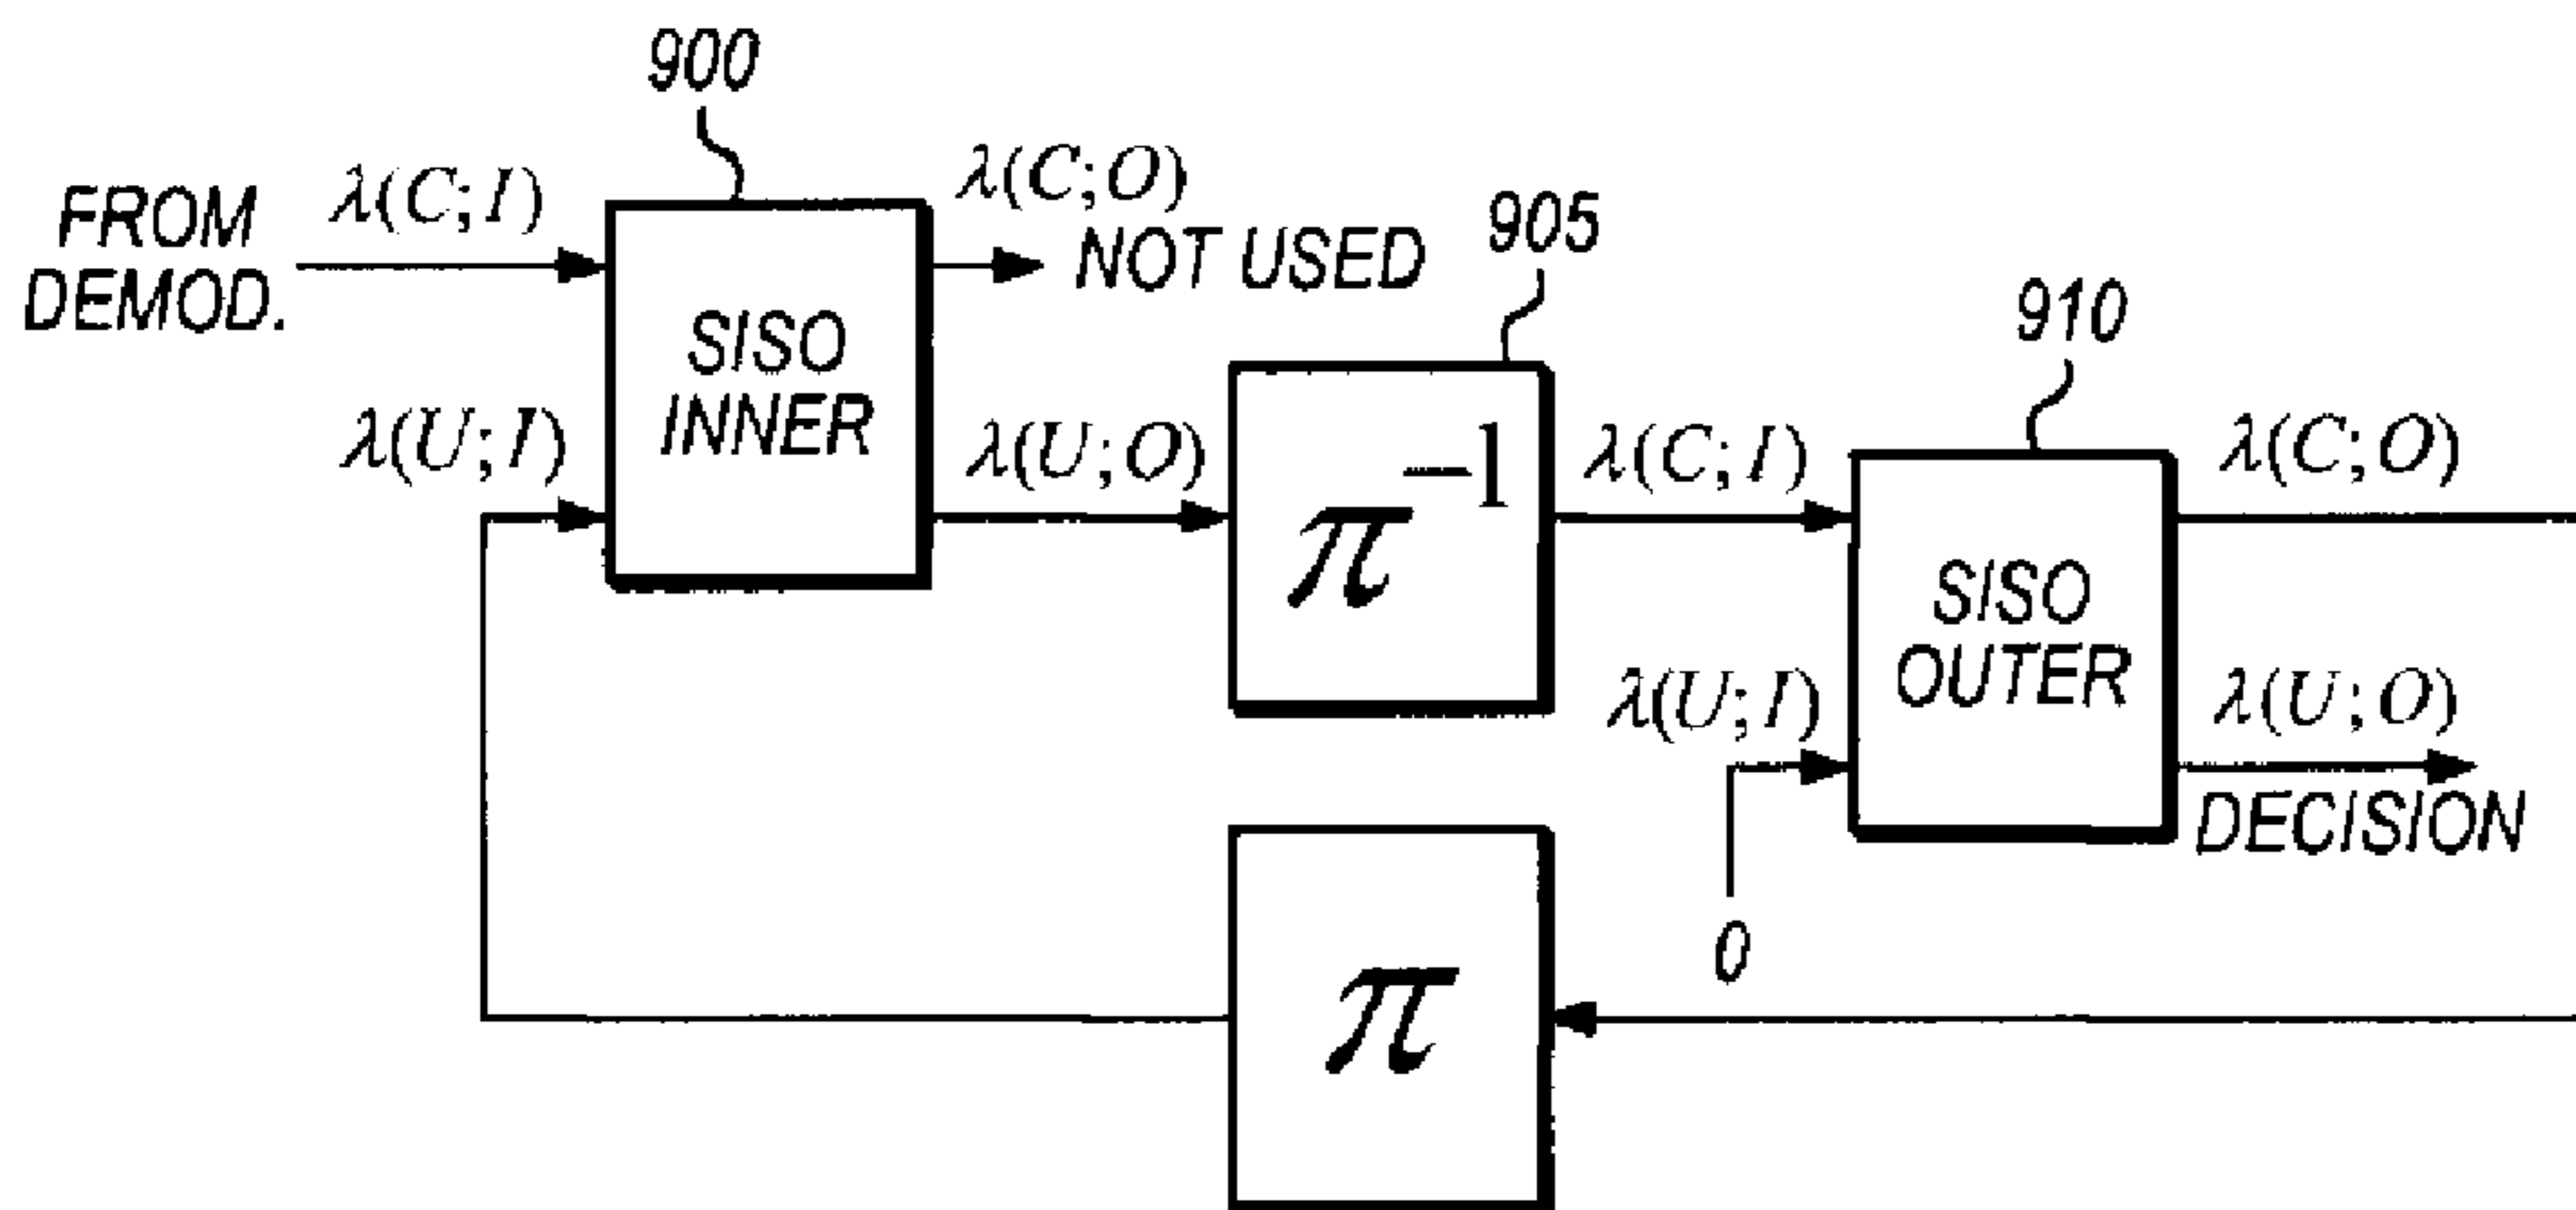 900
FROM
DEMOD.
λ(C;I)
λ(C;O)
NOT USED
SISO
INNER
λ(U;I)
λ(U;O)
905
π⁻¹
λ(C;I)
910
SISO
OUTER
λ(C;O)
λ(U;I)
0
λ(U;O)
DECISION
π